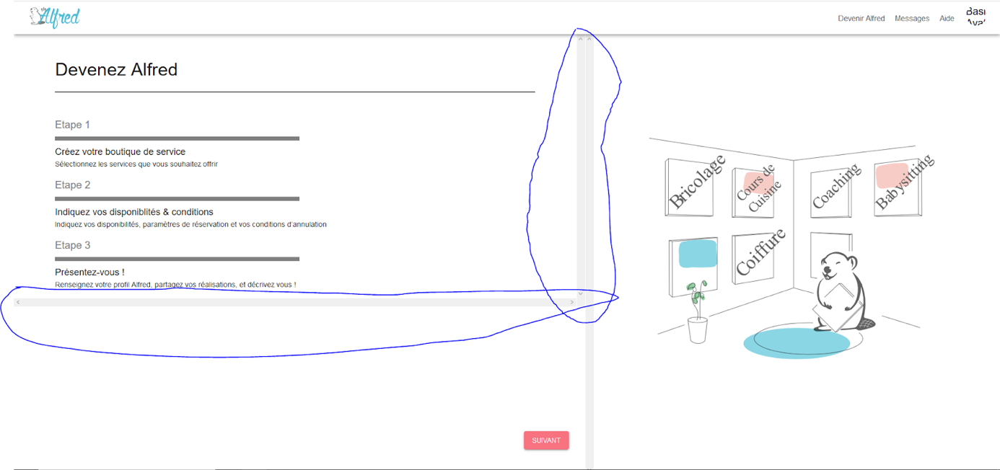 Alfred
Devenir Alfred
Messages
Aide
Devenez Alfred
Etape 1
Créez votre boutique de service
Sélectionnez les services que vous souhaitez offrir
Etape 2
Indiquez vos disponiblités & conditions
Indiquez vos disponibilités, paramètres de réservation et vos conditions d'annulation
Etape 3
Présentez-vous !
Renseignez votre profil Alfred, partagez vos réalisations, et décrivez vous !
SUIVANT
Bricolage
Cours de
Cuisine
Coaching
Babysitting
Coiffure